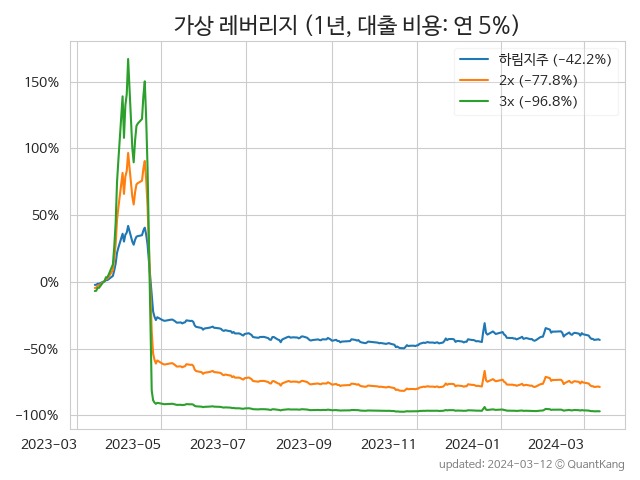 가상 레버리지 (1년, 대출 비용: 연 5%)
하림지주 (−42.2%)
2x (−77.8%)
3x (−96.8%)
150%
100%
50%
0%
−50%
−100%
2023−03 2023−05 2023−07 2023−09 2023−11 2024−01 2024−03
updated: 2024-03-12 © QuantKang